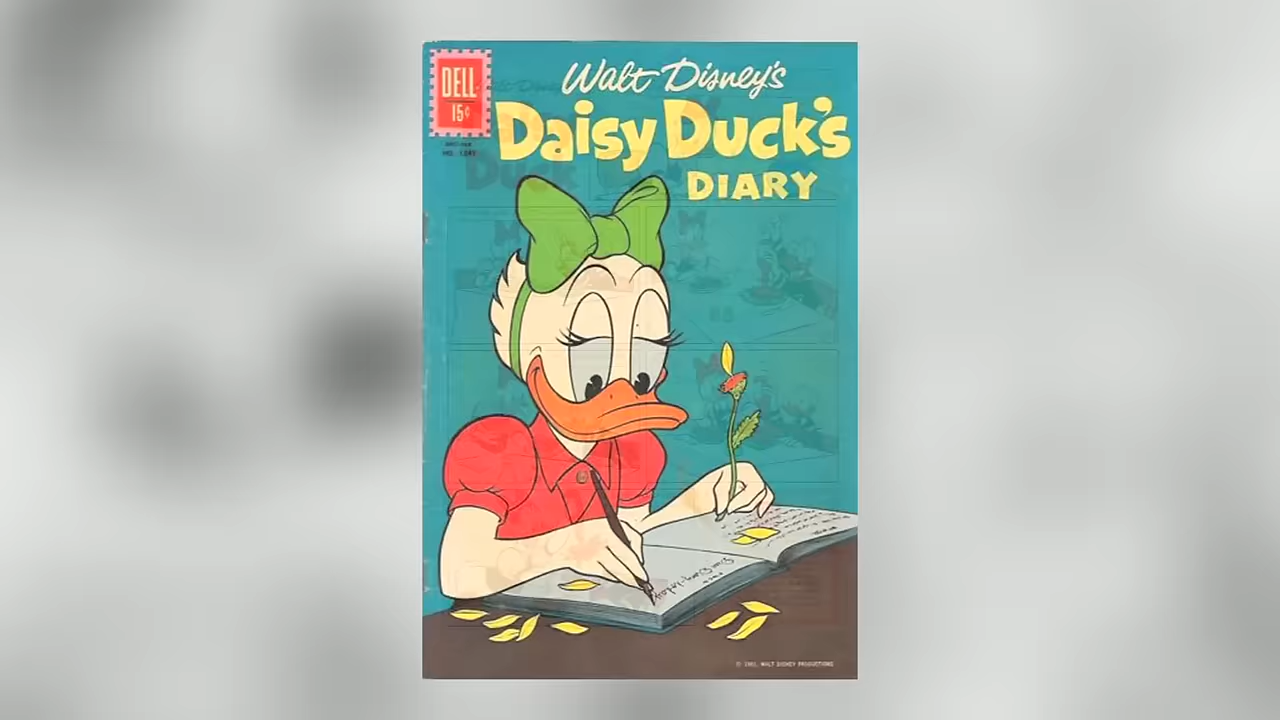 DELL
15¢
Walt Disney's
Daisy Duck's
DIARY
© 1961, WALT DISNEY PRODUCTIONS